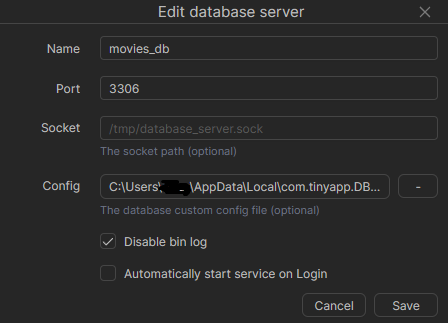 Edit database server
Name movies_db
Port 3306
Socket /tmp/database_server.sock
The socket path (optional)
Config C:\Users\ \AppData\Local\com.tinyapp.DB... -
The database custom config file (optional)
Disable bin log
Automatically start service on Login
Cancel Save